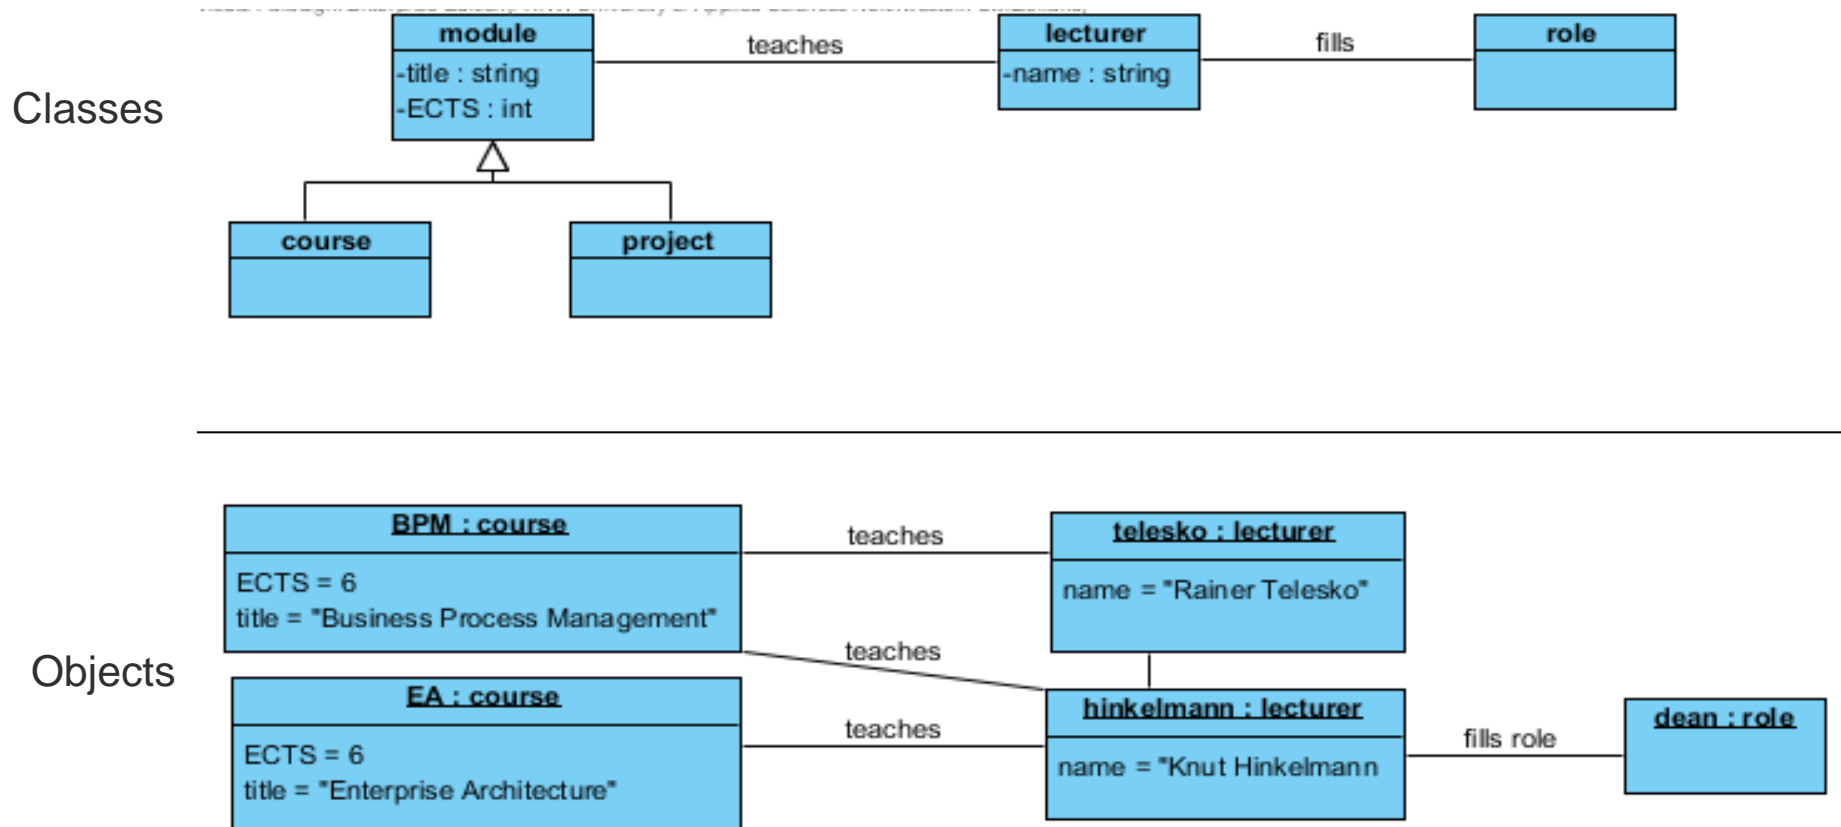 module
teaches
lecturer
fills
role
-title : string
-ECTS : int
-name : string
Classes
course
project
BPM : course
ECTS = 6
title = "Business Process Management"
teaches
telesko : lecturer
name = "Rainer Telesko"
teaches
Objects
EA : course
ECTS = 6
title = "Enterprise Architecture"
teaches
hinkelmann : lecturer
name = "Knut Hinkelmann
fills role
dean : role